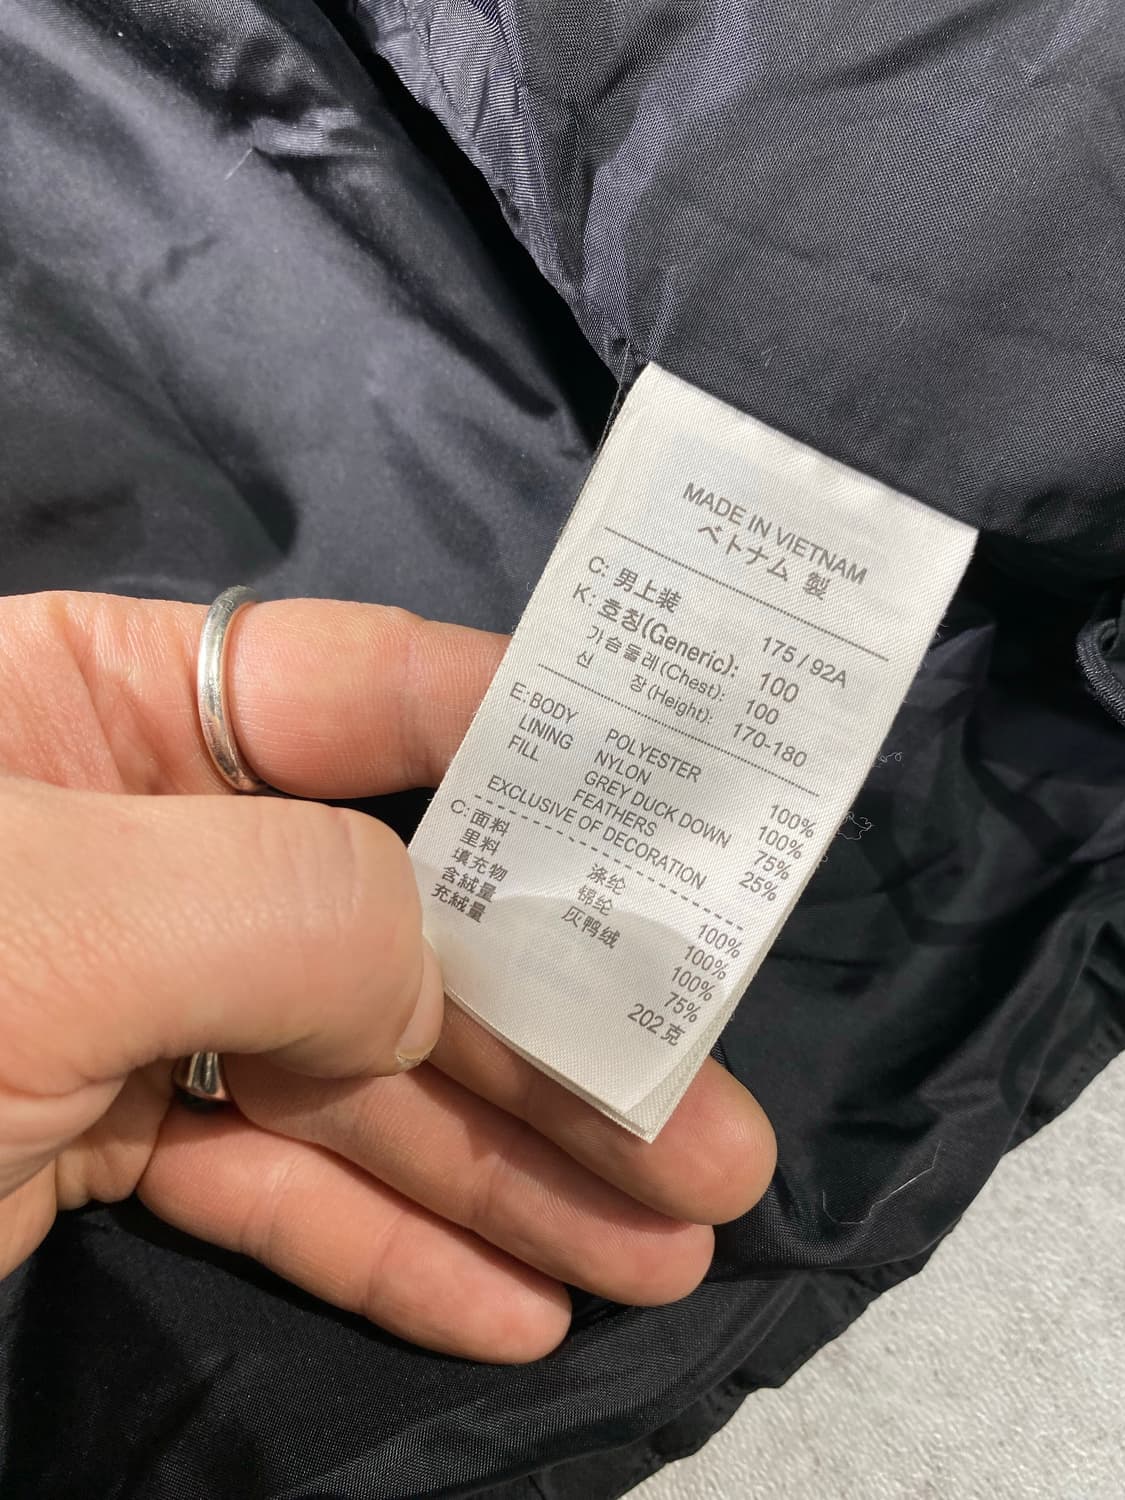 MADE IN VIETNAM
ベトナム 製
C: 男上装 175 / 92A
K: 호칭(Generic): 100
가슴둘레(Chest): 100
신 장(Height): 170-180
E: BODY POLYESTER 100%
LINING NYLON 100%
FILL GREY DUCK DOWN 75%
FEATHERS 25%
EXCLUSIVE OF DECORATION
C: 面料 涤纶 100%
里料 锦纶 100%
填充物 灰鸭绒 100%
含絨量 75%
充絨量 202克